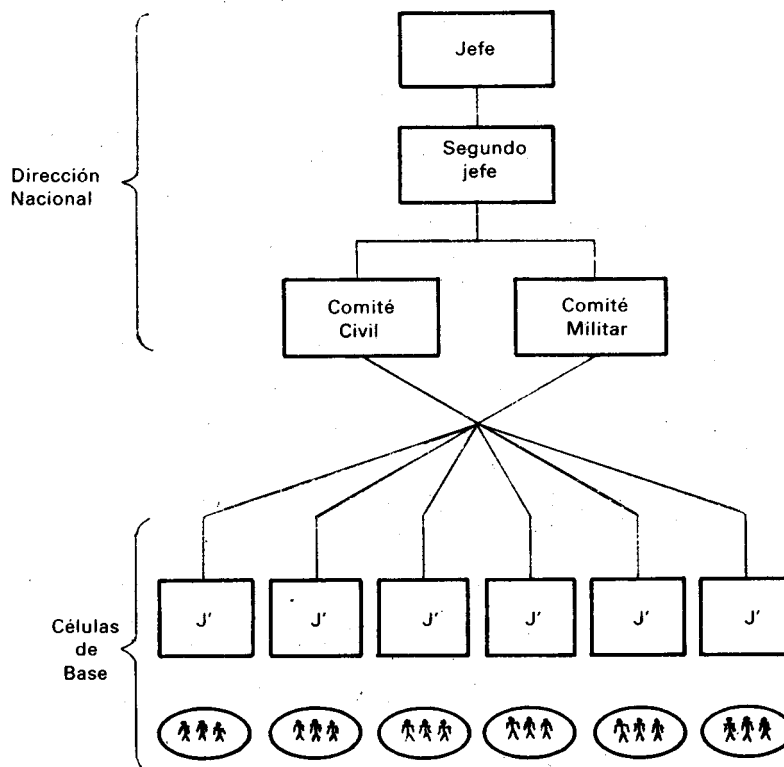 Jefe
Segundo
jefe
Dirección
Nacional
Comité
Civil
Comité
Militar
Células
de
Base
J'
J'
J'
J'
J'
J'